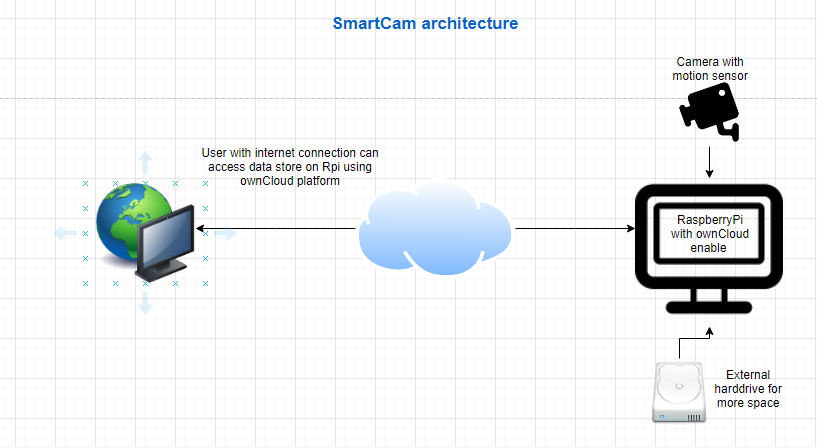 SmartCam architecture
Camera with
motion sensor
User with internet connection can
access data store on Rpi using
ownCloud platform
RaspberryPi
with ownCloud
enable
External
harddrive for
more space